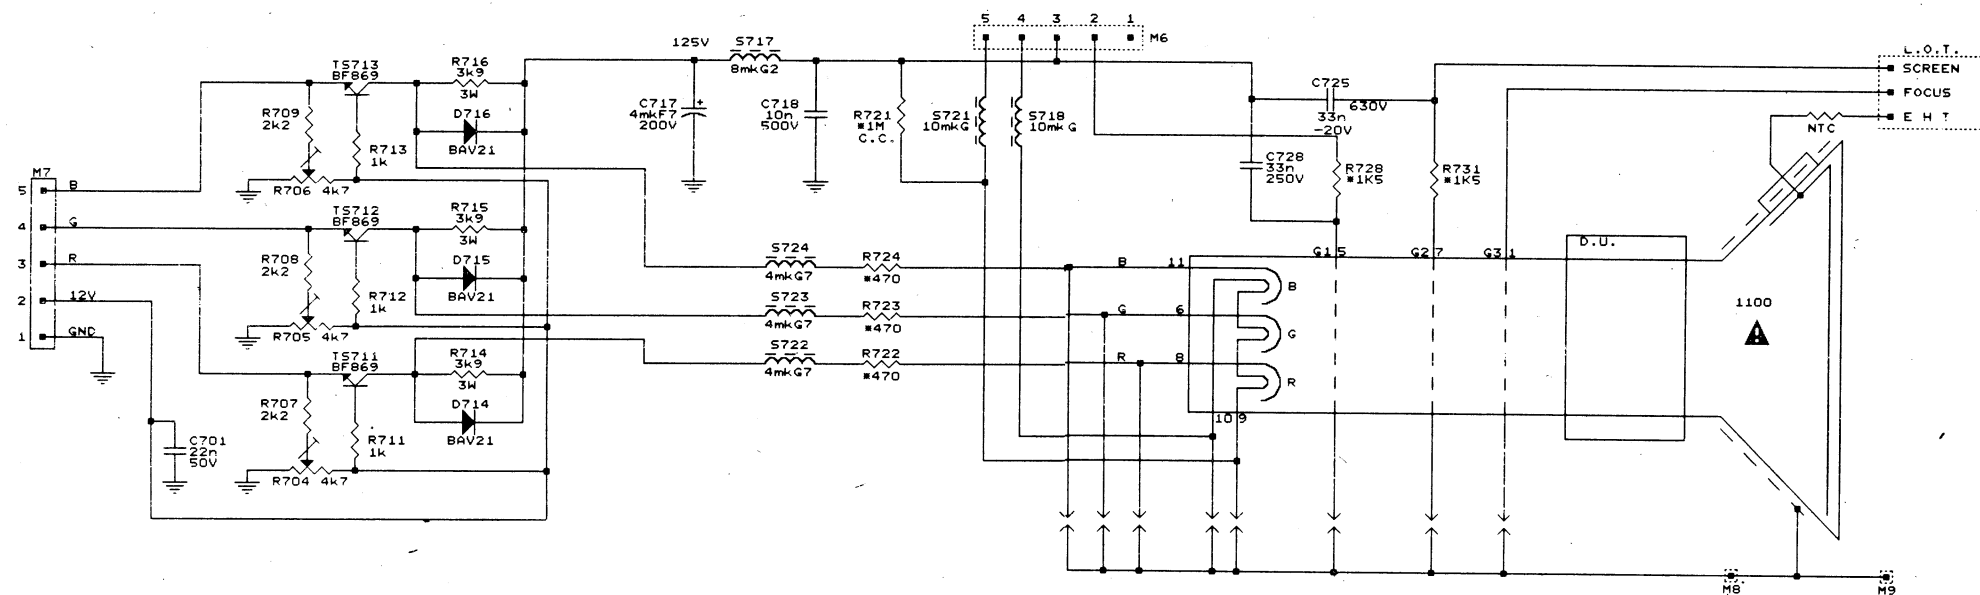 5 4 3 2 1
M6
125V
S717
8mkG2
L.O.T.
SCREEN
FOCUS
E H T
NTC
TS713
BF869
R716
3k9
3W
R709
2k2
D716
BAV21
R713
1k
R706 4k7
C717
4mkF7
200V
+
C718
10n
500V
R721
*1M
C.C.
S721
10mkG
S718
10mkG
C725
630V
33n
-20V
C728
33n
250V
R728
*1K5
R731
*1K5
M7
5 B
4 G
3 R
2 12V
1 GND
TS712
BF869
R715
3k9
3W
R708
2k2
D715
BAV21
R712
1k
R705 4k7
TS711
BF869
R714
3k9
3W
R707
2k2
D714
BAV21
R711
1k
R704 4k7
C701
22n
50V
S724
4mkG7
R724
*470
S723
4mkG7
R723
*470
S722
4mkG7
R722
*470
B 11
G 6
R 8
B
G
R
10 9
G1 5
G2 7
G3 1
D.U.
1100
M8
M9